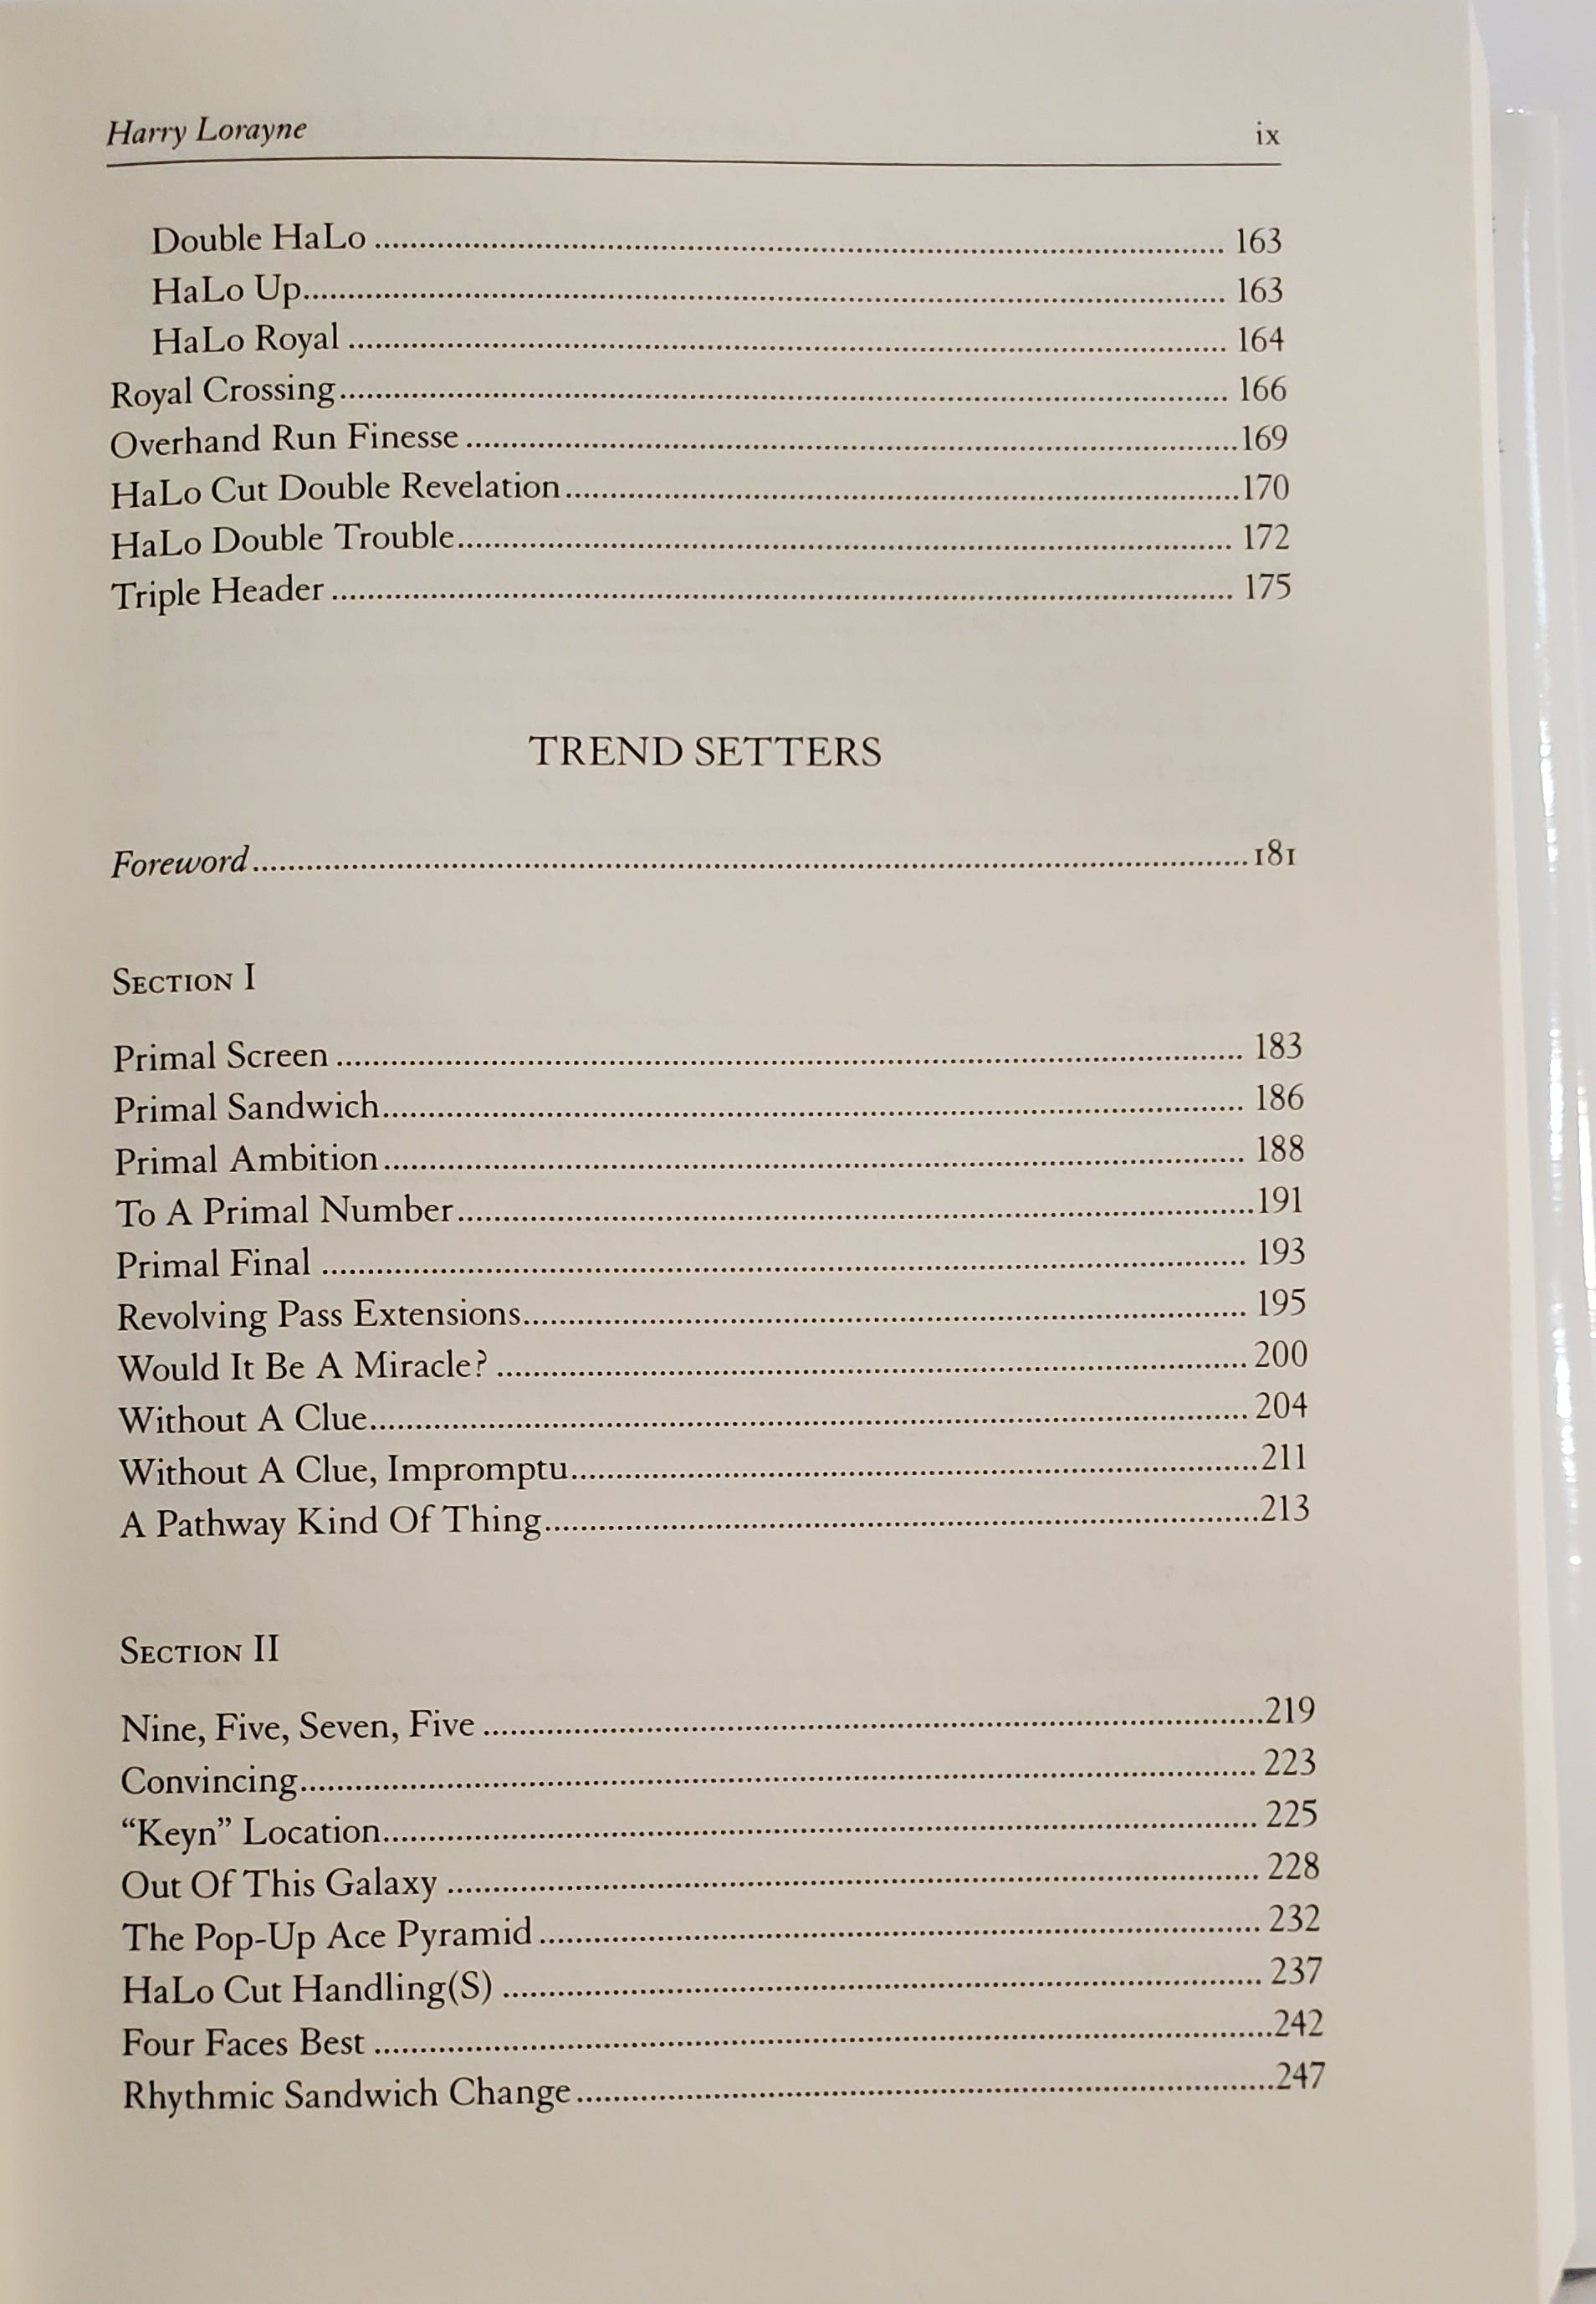 Harry Lorayne ix
Double HaLo 163
HaLo Up 163
HaLo Royal 164
Royal Crossing 166
Overhand Run Finesse 169
HaLo Cut Double Revelation 170
HaLo Double Trouble 172
Triple Header 175
TREND SETTERS
Foreword 181
SECTION I
Primal Screen 183
Primal Sandwich 186
Primal Ambition 188
To A Primal Number 191
Primal Final 193
Revolving Pass Extensions 195
Would It Be A Miracle? 200
Without A Clue 204
Without A Clue, Impromptu 211
A Pathway Kind Of Thing 213
SECTION II
Nine, Five, Seven, Five 219
Convincing 223
“Keyn” Location 225
Out Of This Galaxy 228
The Pop-Up Ace Pyramid 232
HaLo Cut Handling(S) 237
Four Faces Best 242
Rhythmic Sandwich Change 247